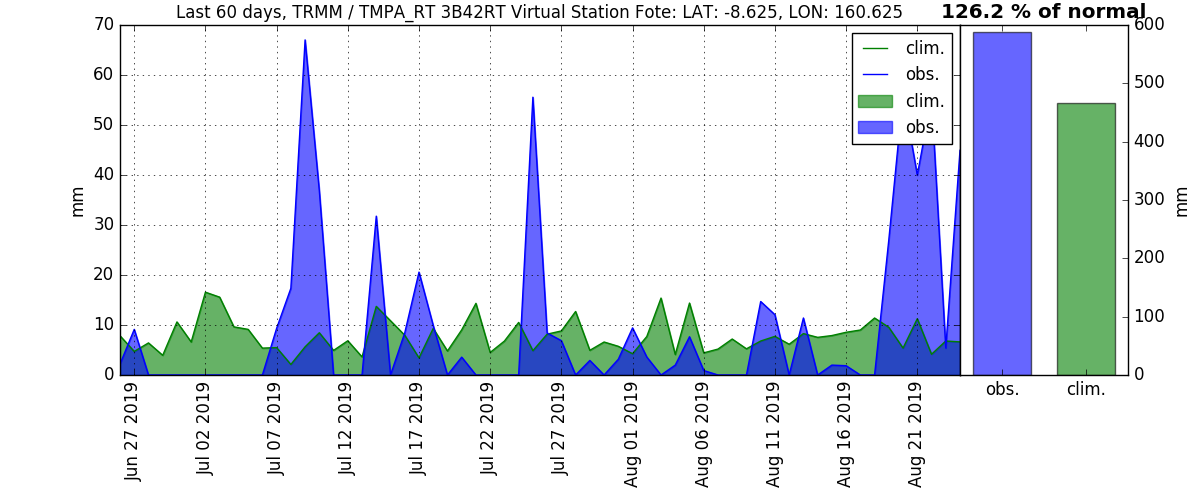 Last 60 days, TRMM / TMPA_RT 3B42RT Virtual Station Fote: LAT: -8.625, LON: 160.625
126.2 % of normal
70
60
50
40
30
20
10
0
mm
clim.
obs.
clim.
obs.
600
500
400
300
200
100
0
mm
Jun 27 2019
Jul 02 2019
Jul 07 2019
Jul 12 2019
Jul 17 2019
Jul 22 2019
Jul 27 2019
Aug 01 2019
Aug 06 2019
Aug 11 2019
Aug 16 2019
Aug 21 2019
obs.
clim.